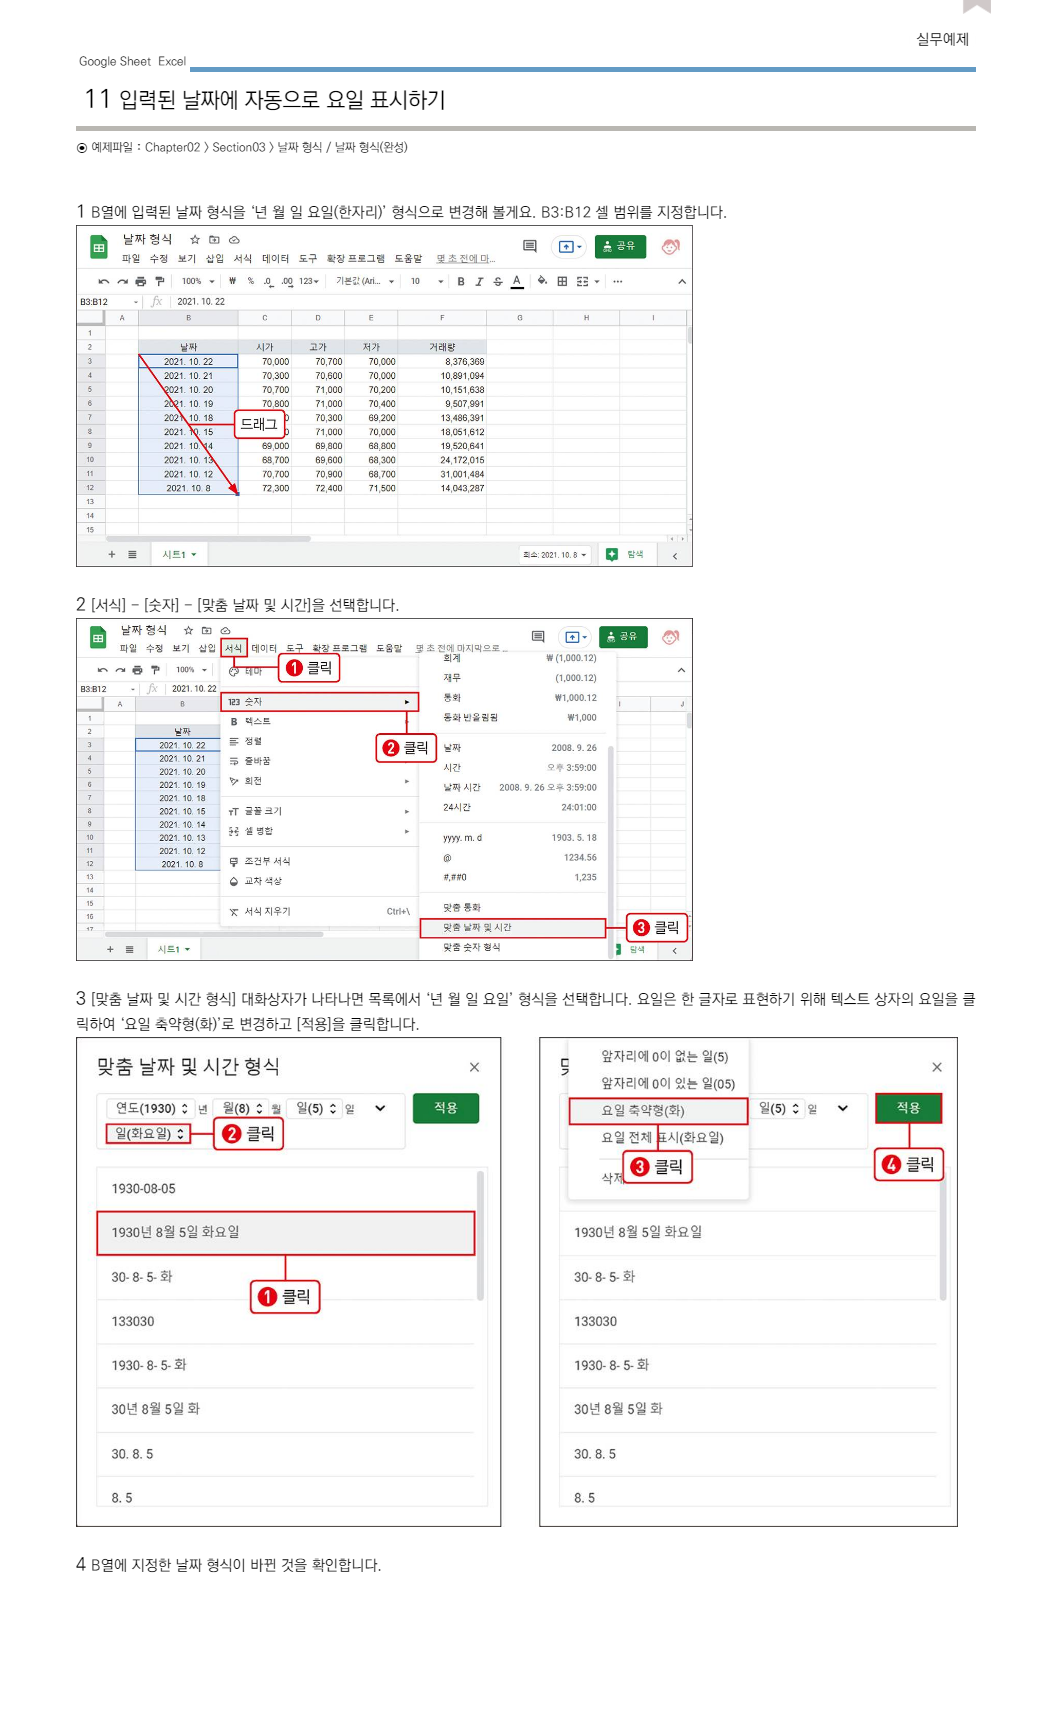 실무예제
Google Sheet Excel
11 입력된 날짜에 자동으로 요일 표시하기
예제파일 : Chapter02 > Section03 > 날짜 형식 / 날짜 형식(완성)
1 B열에 입력된 날짜 형식을 ‘년 월 일 요일(한자리)’ 형식으로 변경해 볼게요. B3:B12 셀 범위를 지정합니다.
날짜 형식
공유
파일 수정 보기 삽입 서식 데이터 도구 확장 프로그램 도움말 몇 초 전에 마...
100% ₩ % .0 .00 123 기본값 (Ari... 10 B I S A ...
B3:B12 fx 2021. 10. 22
A B C D E F G H I
1
2 날짜 시가 고가 저가 거래량
3 2021. 10. 22 70,000 70,700 70,000 8,376,369
4 2021. 10. 21 70,300 70,600 70,000 10,891,094
5 2021. 10. 20 70,700 71,000 70,200 10,151,638
6 2021. 10. 19 70,800 71,000 70,400 9,507,991
7 2021. 10. 18 0 70,300 69,200 13,486,391
드래그
8 2021. 10. 15 0 71,000 70,000 18,051,612
9 2021. 10. 14 69,000 69,800 68,800 19,520,641
10 2021. 10. 13 68,700 69,600 68,300 24,172,015
11 2021. 10. 12 70,700 70,900 68,700 31,001,484
12 2021. 10. 8 72,300 72,400 71,500 14,043,287
13
14
15
+ 시트1 최소: 2021. 10. 8 탐색
2 [서식] – [숫자] – [맞춤 날짜 및 시간]을 선택합니다.
날짜 형식
공유
파일 수정 보기 삽입 서식 데이터 도구 확장 프로그램 도움말 몇 초 전에 마지막으로 ...
100% 테마 1 클릭 회계 ₩ (1,000.12)
재무 (1,000.12)
B3:B12 fx 2021. 10. 22
A B I J
123 숫자 통화 ₩1,000.12
B 텍스트 통화 반올림됨 ₩1,000
정렬 2 클릭 날짜 2008. 9. 26
줄바꿈 시간 오후 3:59:00
회전 날짜 시간 2008. 9. 26 오후 3:59:00
글꼴 크기 24시간 24:01:00
셀 병합 yyyy. m. d 1903. 5. 18
조건부 서식 @ 1234.56
교차 색상 #,##0 1,235
서식 지우기 Ctrl+\ 맞춤 통화
맞춤 날짜 및 시간 3 클릭
맞춤 숫자 형식
1
2 날짜
3 2021. 10. 22
4 2021. 10. 21
5 2021. 10. 20
6 2021. 10. 19
7 2021. 10. 18
8 2021. 10. 15
9 2021. 10. 14
10 2021. 10. 13
11 2021. 10. 12
12 2021. 10. 8
13
14
15
16
17
+ 시트1 탐색
3 [맞춤 날짜 및 시간 형식] 대화상자가 나타나면 목록에서 ‘년 월 일 요일’ 형식을 선택합니다. 요일은 한 글자로 표현하기 위해 텍스트 상자의 요일을 클
릭하여 ‘요일 축약형(화)’로 변경하고 [적용]을 클릭합니다.
맞춤 날짜 및 시간 형식
연도(1930) 년 월(8) 월 일(5) 일 적용
일(화요일) 2 클릭
1930-08-05
1930년 8월 5일 화요일
1 클릭
30- 8- 5- 화
133030
1930- 8- 5- 화
30년 8월 5일 화
30. 8. 5
8. 5
앞자리에 0이 없는 일(5)
앞자리에 0이 있는 일(05)
요일 축약형(화) 일(5) 일 적용
요일 전체 표시(화요일)
3 클릭 4 클릭
삭제
1930년 8월 5일 화요일
30- 8- 5- 화
133030
1930- 8- 5- 화
30년 8월 5일 화
30. 8. 5
8. 5
4 B열에 지정한 날짜 형식이 바뀐 것을 확인합니다.